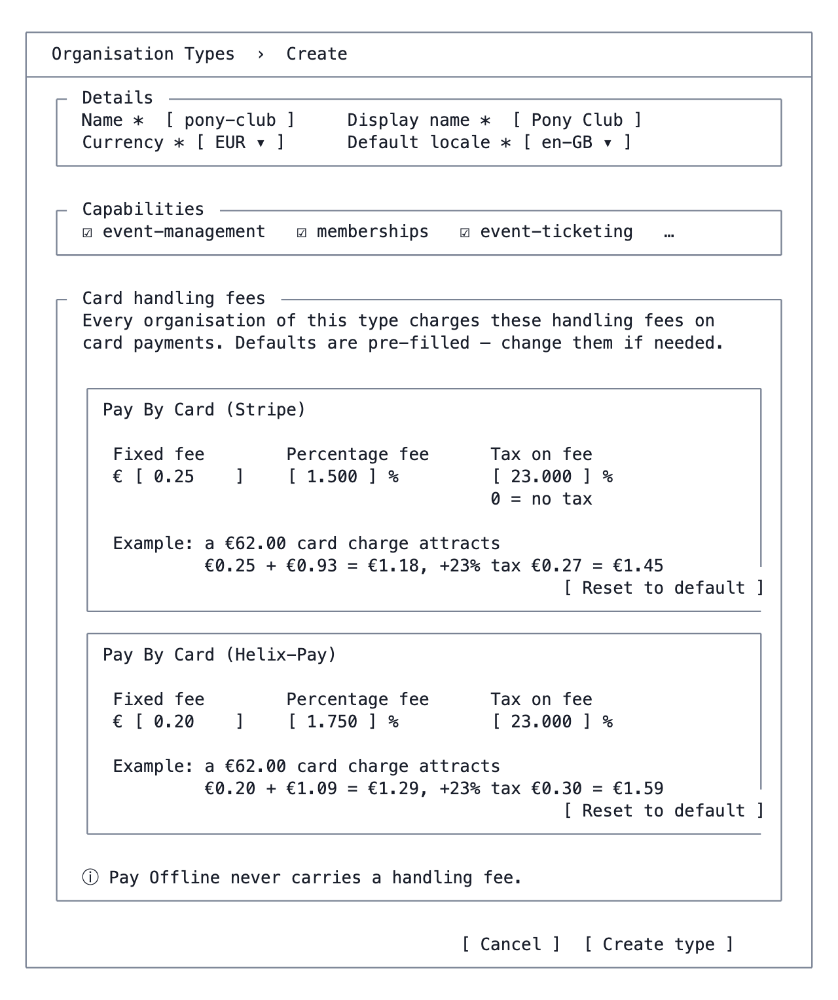 Organisation Types › Create
Details
Name * [ pony-club ] Display name * [ Pony Club ]
Currency * [ EUR ▾ ] Default locale * [ en-GB ▾ ]
Capabilities
☑ event-management ☑ memberships ☑ event-ticketing …
Card handling fees
Every organisation of this type charges these handling fees on
card payments. Defaults are pre-filled — change them if needed.
Pay By Card (Stripe)
Fixed fee Percentage fee Tax on fee
€ [ 0.25 ] [ 1.500 ] % [ 23.000 ] %
0 = no tax
Example: a €62.00 card charge attracts
€0.25 + €0.93 = €1.18, +23% tax €0.27 = €1.45
[ Reset to default ]
Pay By Card (Helix-Pay)
Fixed fee Percentage fee Tax on fee
€ [ 0.20 ] [ 1.750 ] % [ 23.000 ] %
Example: a €62.00 card charge attracts
€0.20 + €1.09 = €1.29, +23% tax €0.30 = €1.59
[ Reset to default ]
ⓘ Pay Offline never carries a handling fee.
[ Cancel ] [ Create type ]